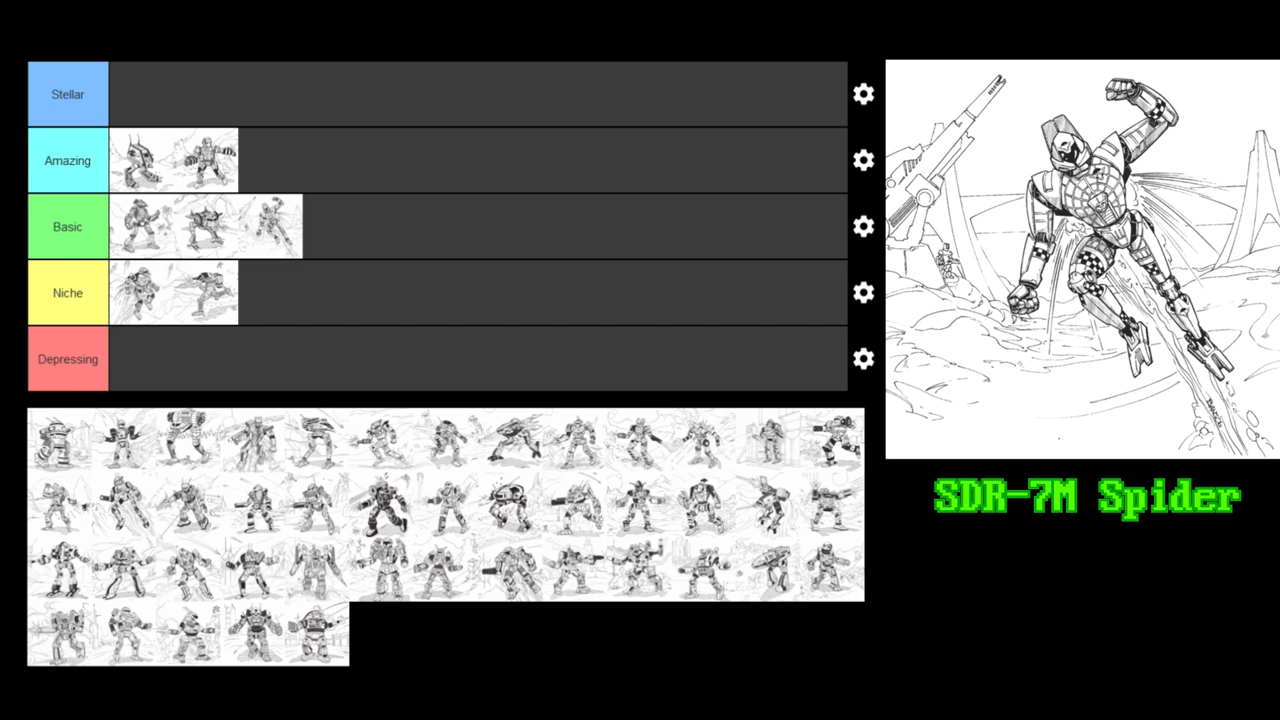 Stellar
Amazing
Basic
Niche
Depressing
SDR-7M Spider